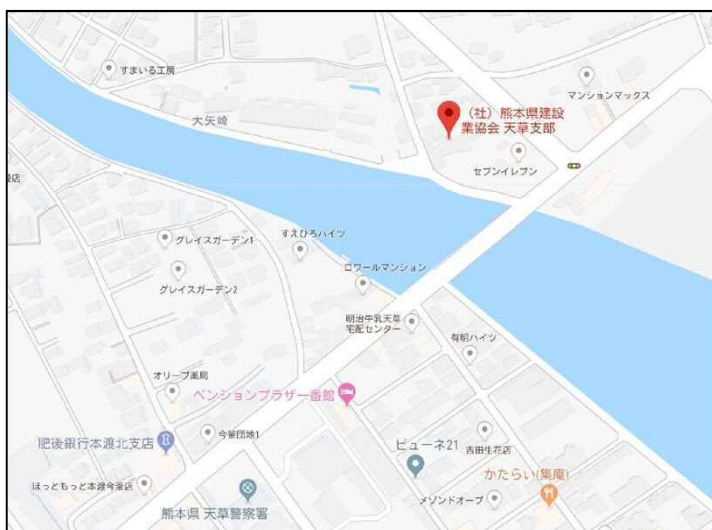 すまいる工房
大矢崎
マンションマックス
(社)熊本県建設
業協会 天草支部
セブンイレブン
グレイスガーデン1
すえひろハイツ
グレイスガーデン2
ロワールマンション
明治牛乳天草
宅配センター
有明ハイツ
オリーブ薬局
ペンションプラザ一番館
今釜団地1
肥後銀行本渡北支店
ビューネ21
吉田生花店
ほっともっと本渡今釜店
かたらい(集庵)
熊本県 天草警察署
メゾンドオーブ